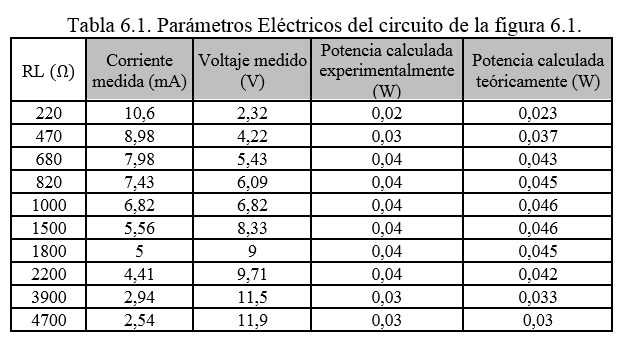 Tabla 6.1. Parámetros Eléctricos del circuito de la figura 6.1.
RL (Ω) Corriente medida (mA) Voltaje medido (V) Potencia calculada experimentalmente (W) Potencia calculada teóricamente (W)
220 10,6 2,32 0,02 0,023
470 8,98 4,22 0,03 0,037
680 7,98 5,43 0,04 0,043
820 7,43 6,09 0,04 0,045
1000 6,82 6,82 0,04 0,046
1500 5,56 8,33 0,04 0,046
1800 5 9 0,04 0,045
2200 4,41 9,71 0,04 0,042
3900 2,94 11,5 0,03 0,033
4700 2,54 11,9 0,03 0,03